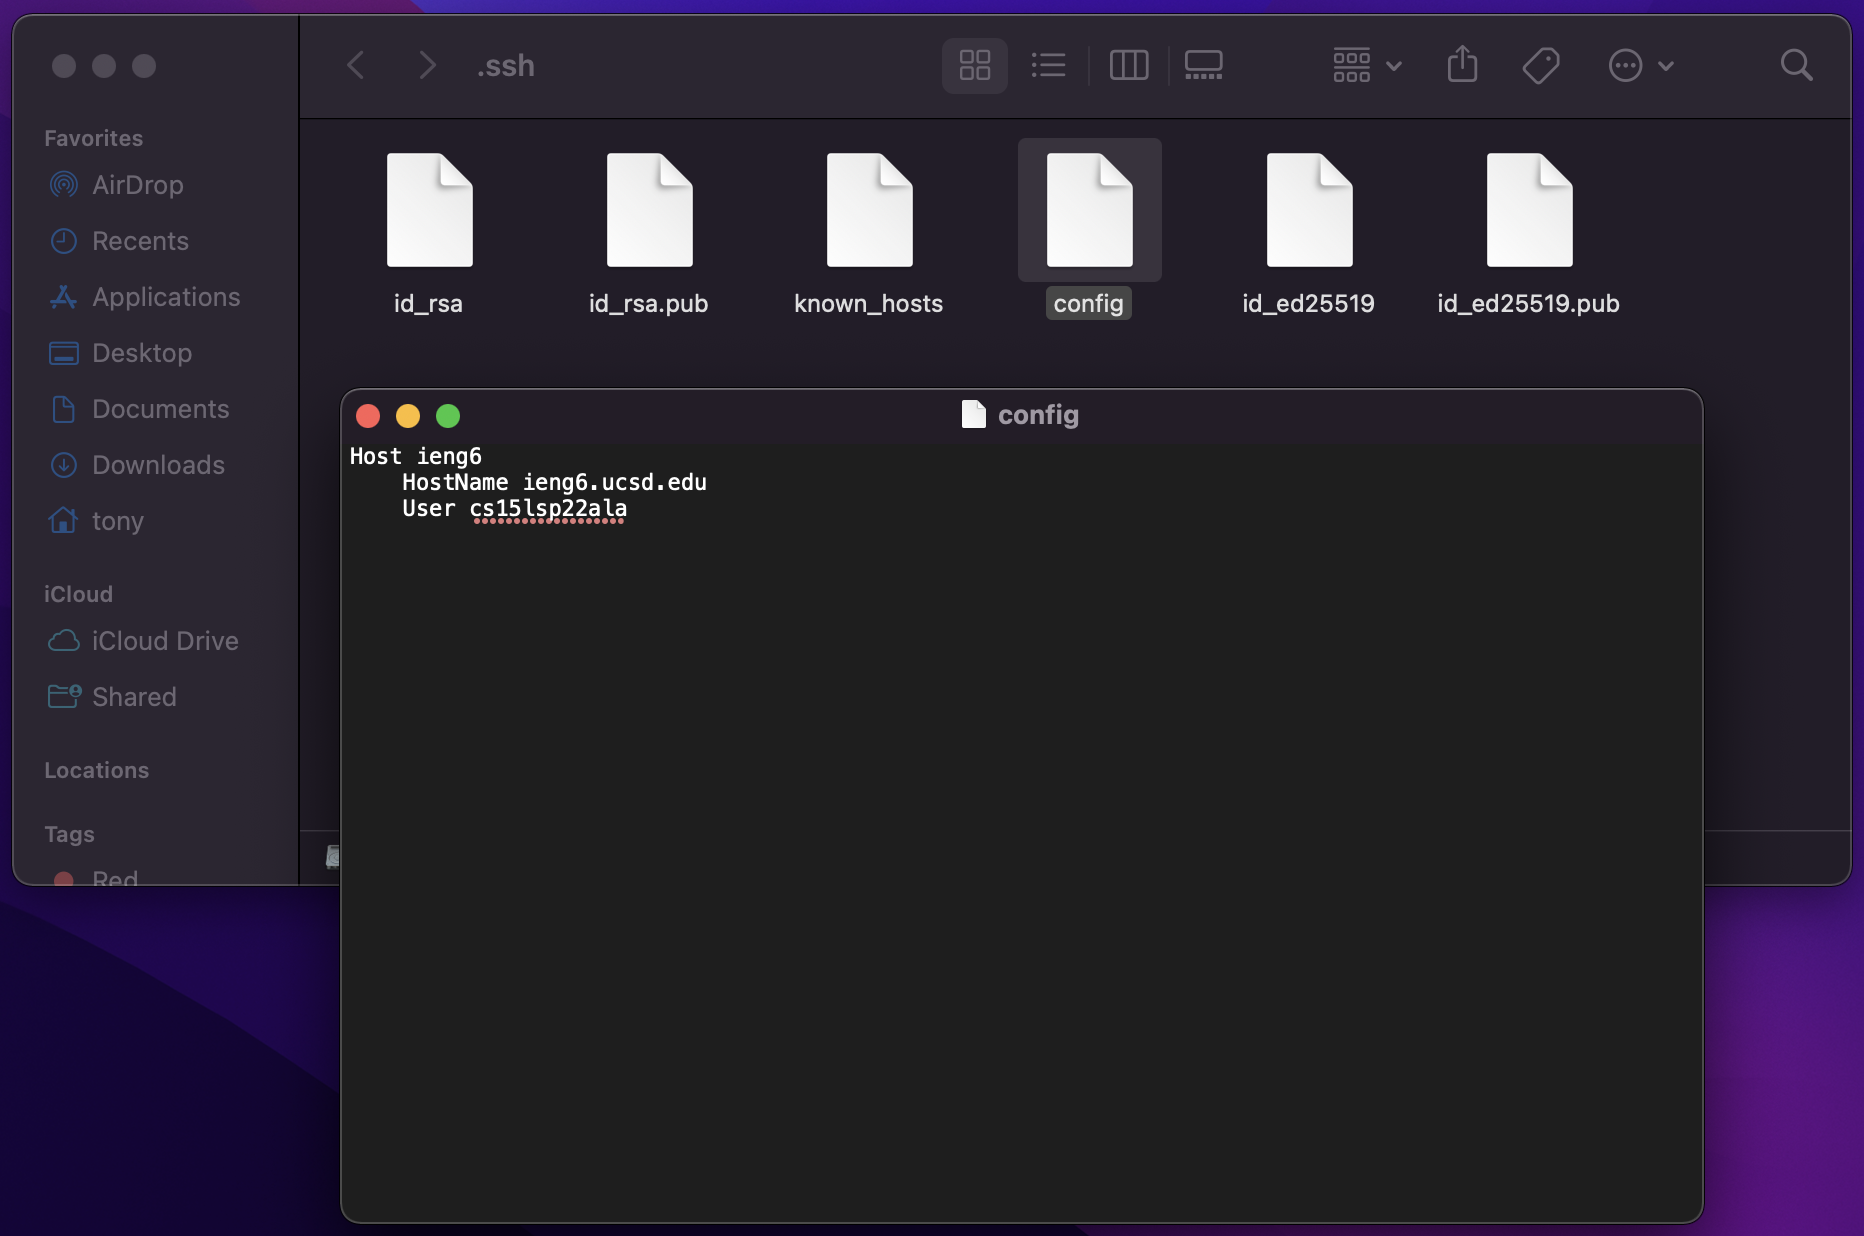 .ssh
Favorites
AirDrop
Recents
Applications
Desktop
Documents
Downloads
tony
iCloud
iCloud Drive
Shared
Locations
Tags
Red
id_rsa
id_rsa.pub
known_hosts
config
id_ed25519
id_ed25519.pub
config
Host ieng6
    HostName ieng6.ucsd.edu
    User cs15lsp22ala